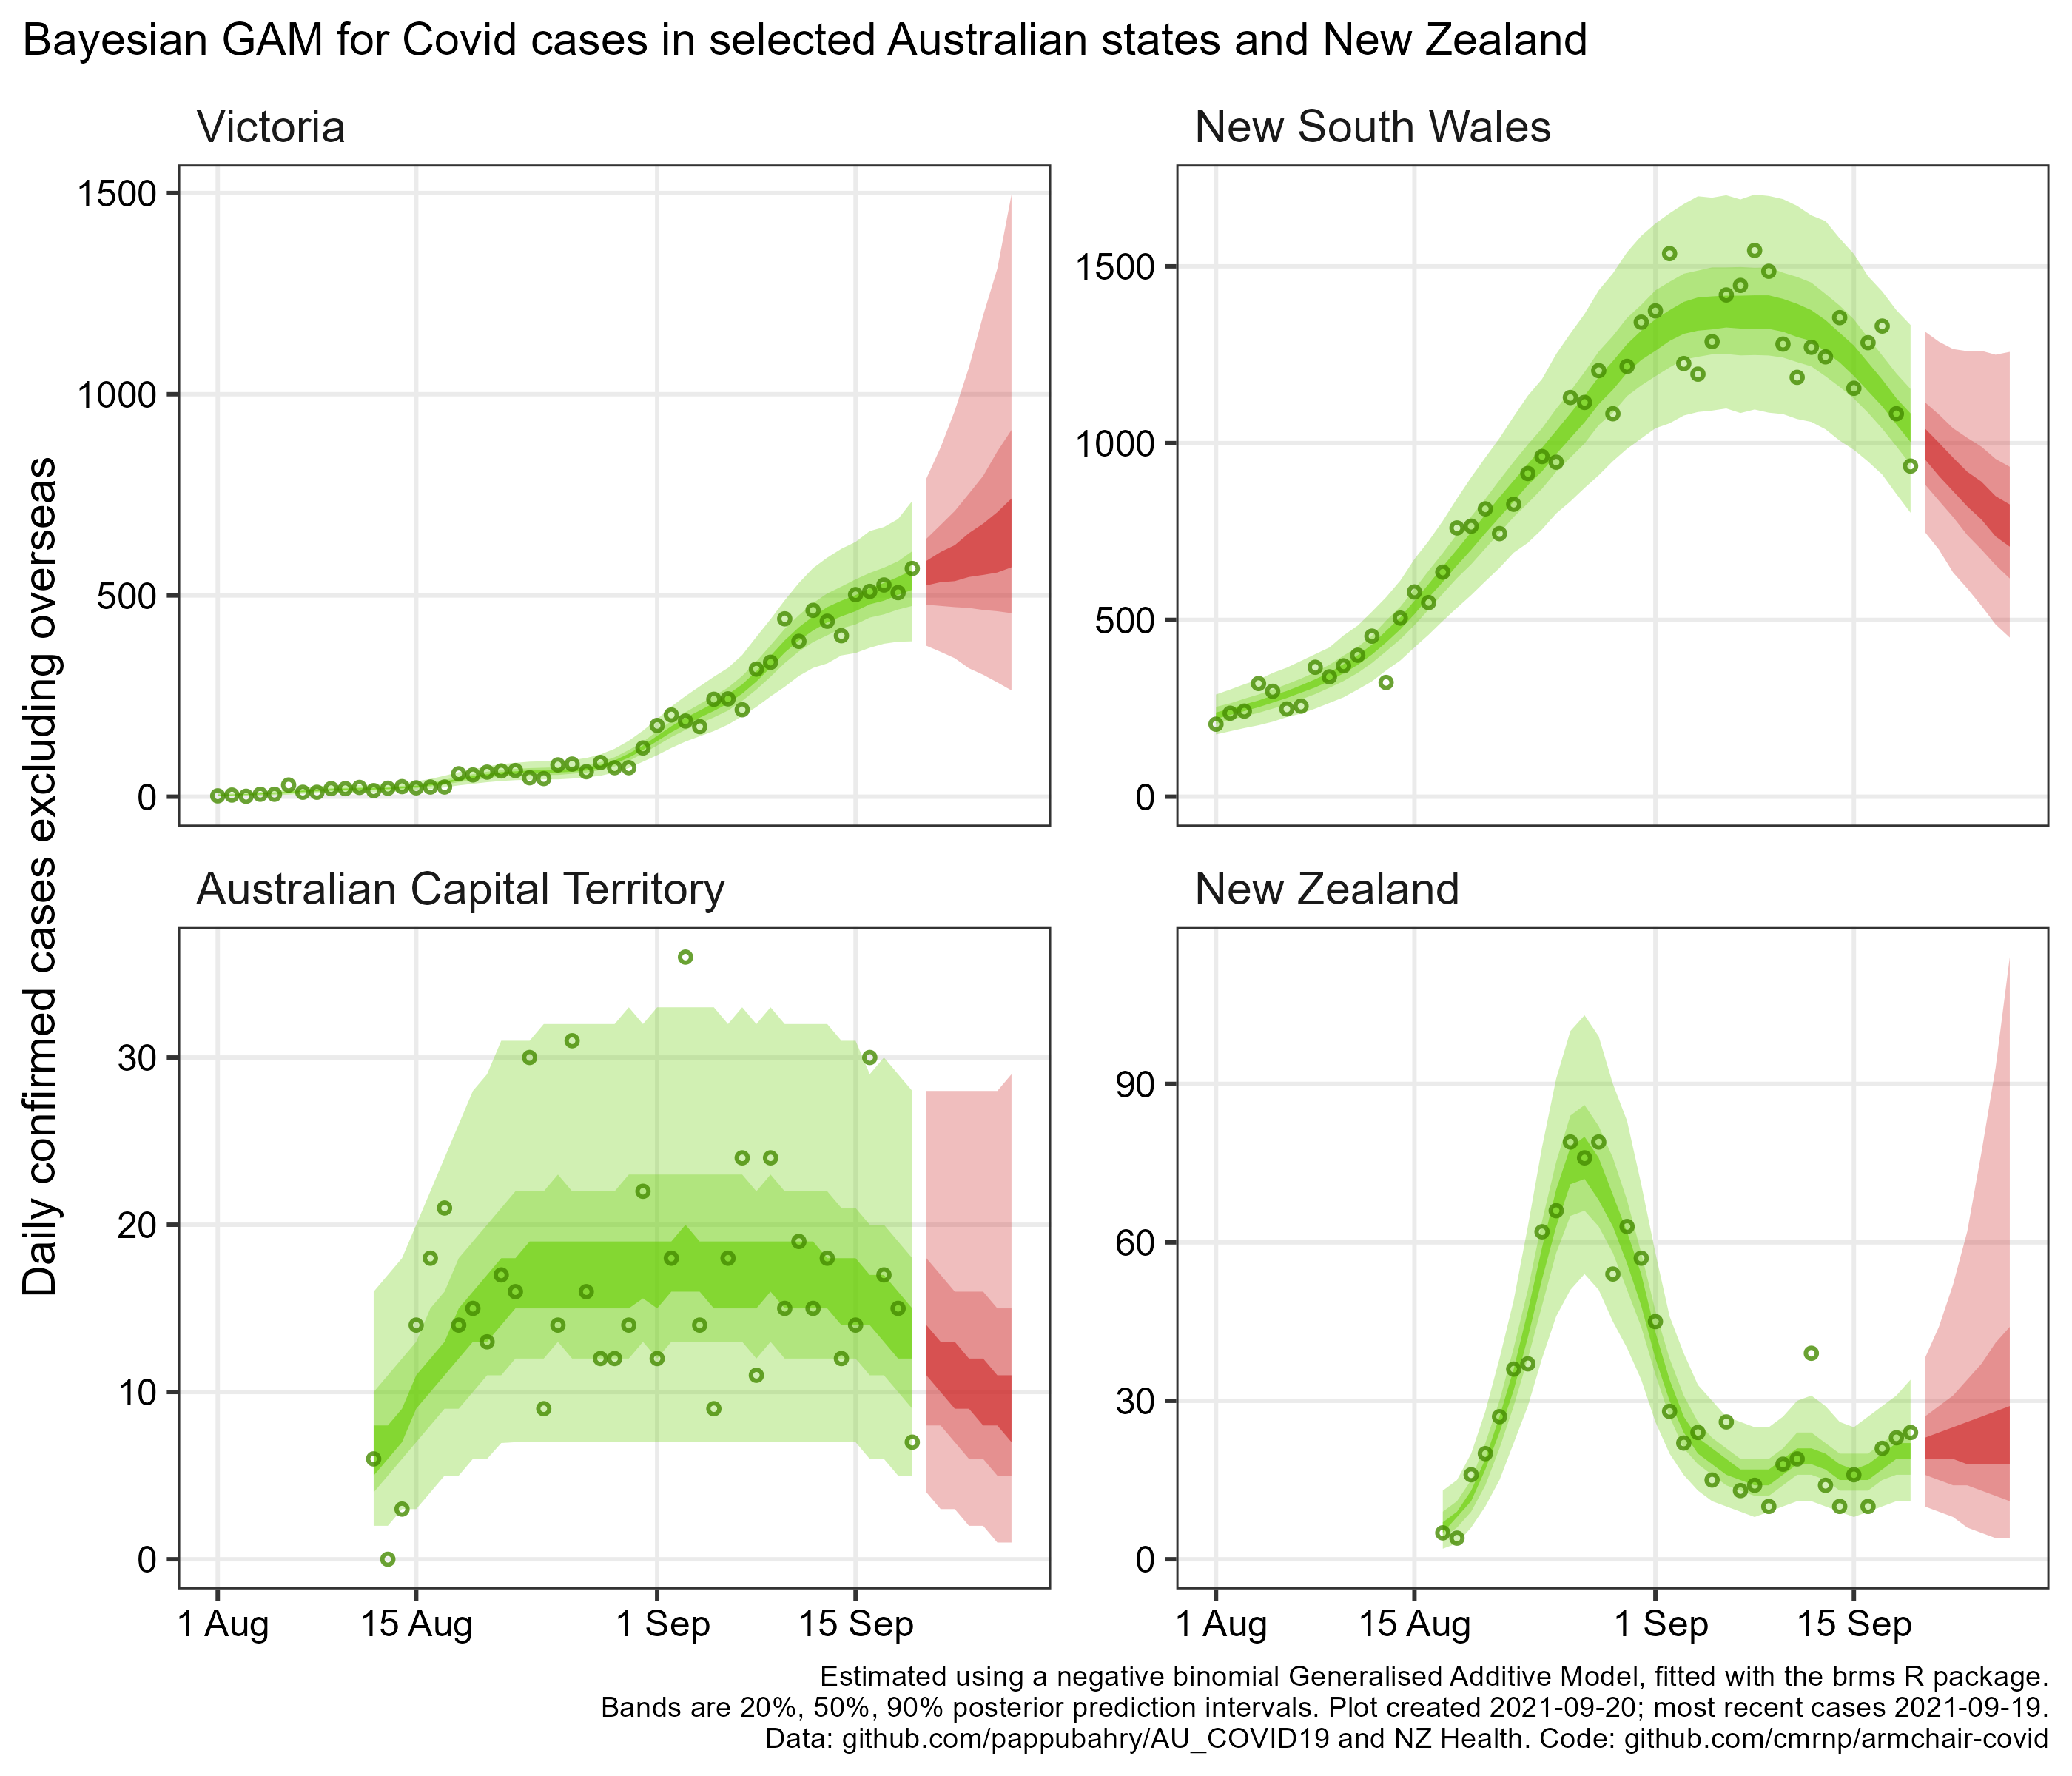 Bayesian GAM for Covid cases in selected Australian states and New Zealand
Daily confirmed cases excluding overseas
Victoria
1500
1000
500
0
New South Wales
1500
1000
500
0
Australian Capital Territory
30
20
10
0
1 Aug
15 Aug
1 Sep
15 Sep
New Zealand
90
60
30
0
1 Aug
15 Aug
1 Sep
15 Sep
Estimated using a negative binomial Generalised Additive Model, fitted with the brms R package.
Bands are 20%, 50%, 90% posterior prediction intervals. Plot created 2021-09-20; most recent cases 2021-09-19.
Data: github.com/pappubahry/AU_COVID19 and NZ Health. Code: github.com/cmrnp/armchair-covid